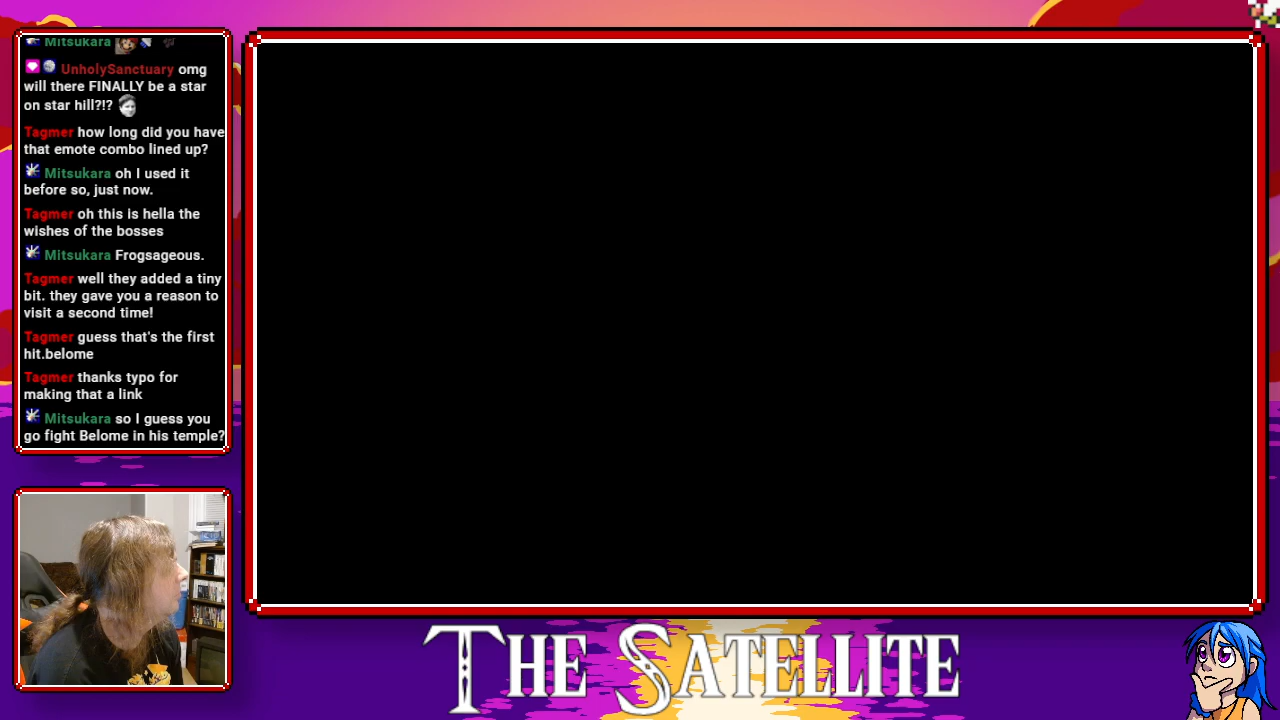 Mitsukara
UnholySanctuary omg
will there FINALLY be a star
on star hill?!?
Tagmer how long did you have
that emote combo lined up?
Mitsukara oh I used it
before so, just now.
Tagmer oh this is hella the
wishes of the bosses
Mitsukara Frogsageous.
Tagmer well they added a tiny
bit. they gave you a reason to
visit a second time!
Tagmer guess that's the first
hit.belome
Tagmer thanks typo for
making that a link
Mitsukara so I guess you
go fight Belome in his temple?
THE SATELLITE